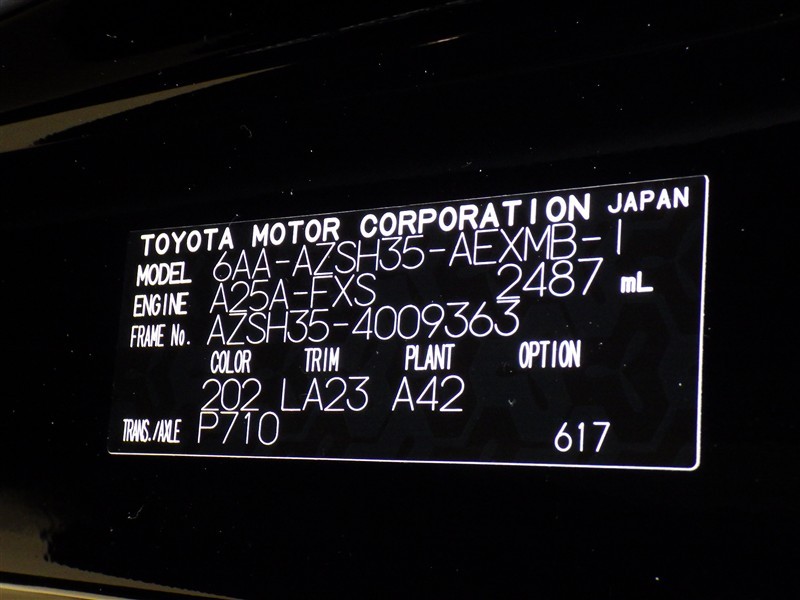 TOYOTA MOTOR CORPORATION JAPAN
MODEL 6AA-AZSH35-AEXMB-1
ENGINE A25A-FXS 2487 mL
FRAME No. AZSH35-4009363
COLOR TRIM PLANT OPTION
202 LA23 A42
TRANS./AXLE P710 617